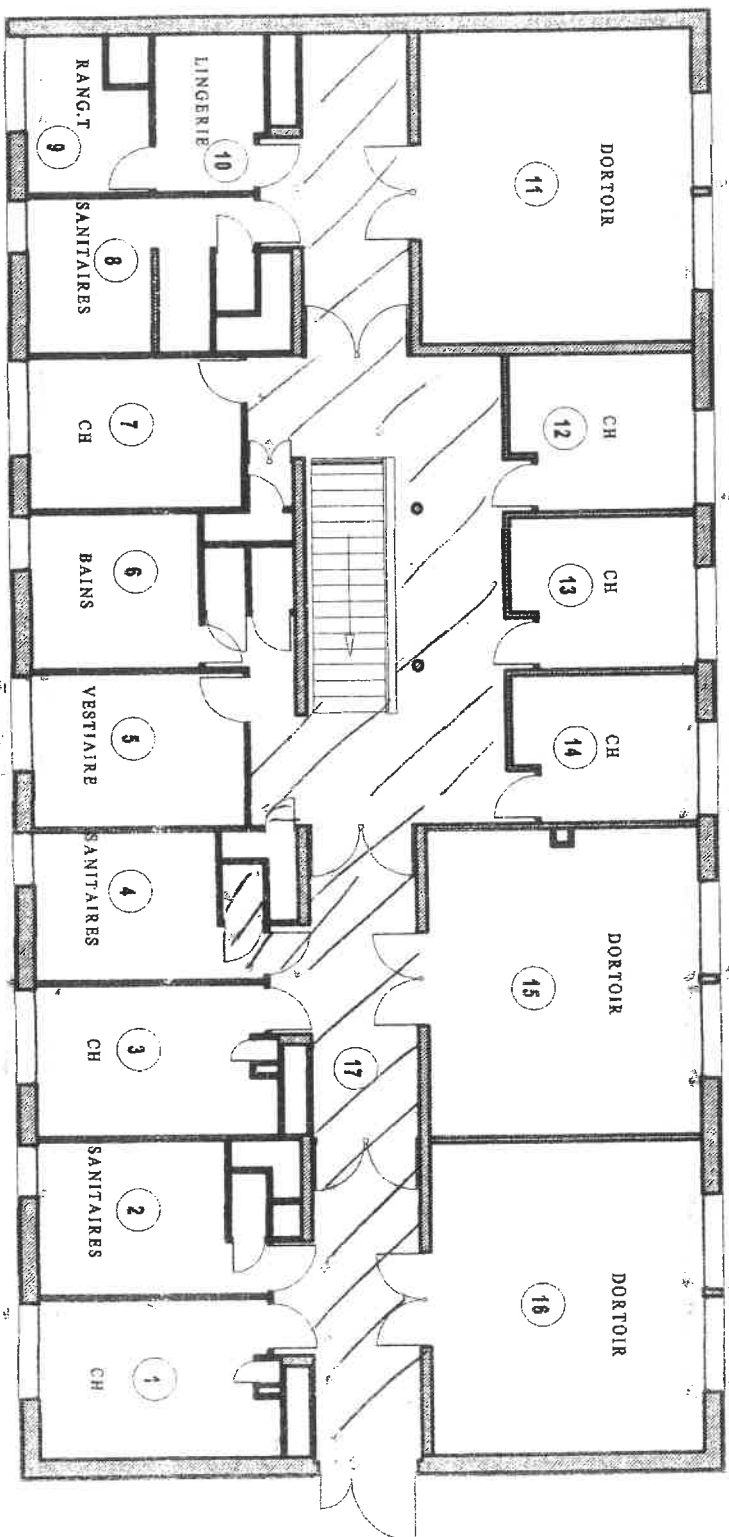 RANG.T
9
LINGERIE
10
DORTOIR
11
SANITAIRES
8
CH
7
CH
12
BAINS
6
CH
13
VESTIAIRE
5
CH
14
SANITAIRES
4
DORTOIR
15
CH
3
17
SANITAIRES
2
DORTOIR
16
CH
1